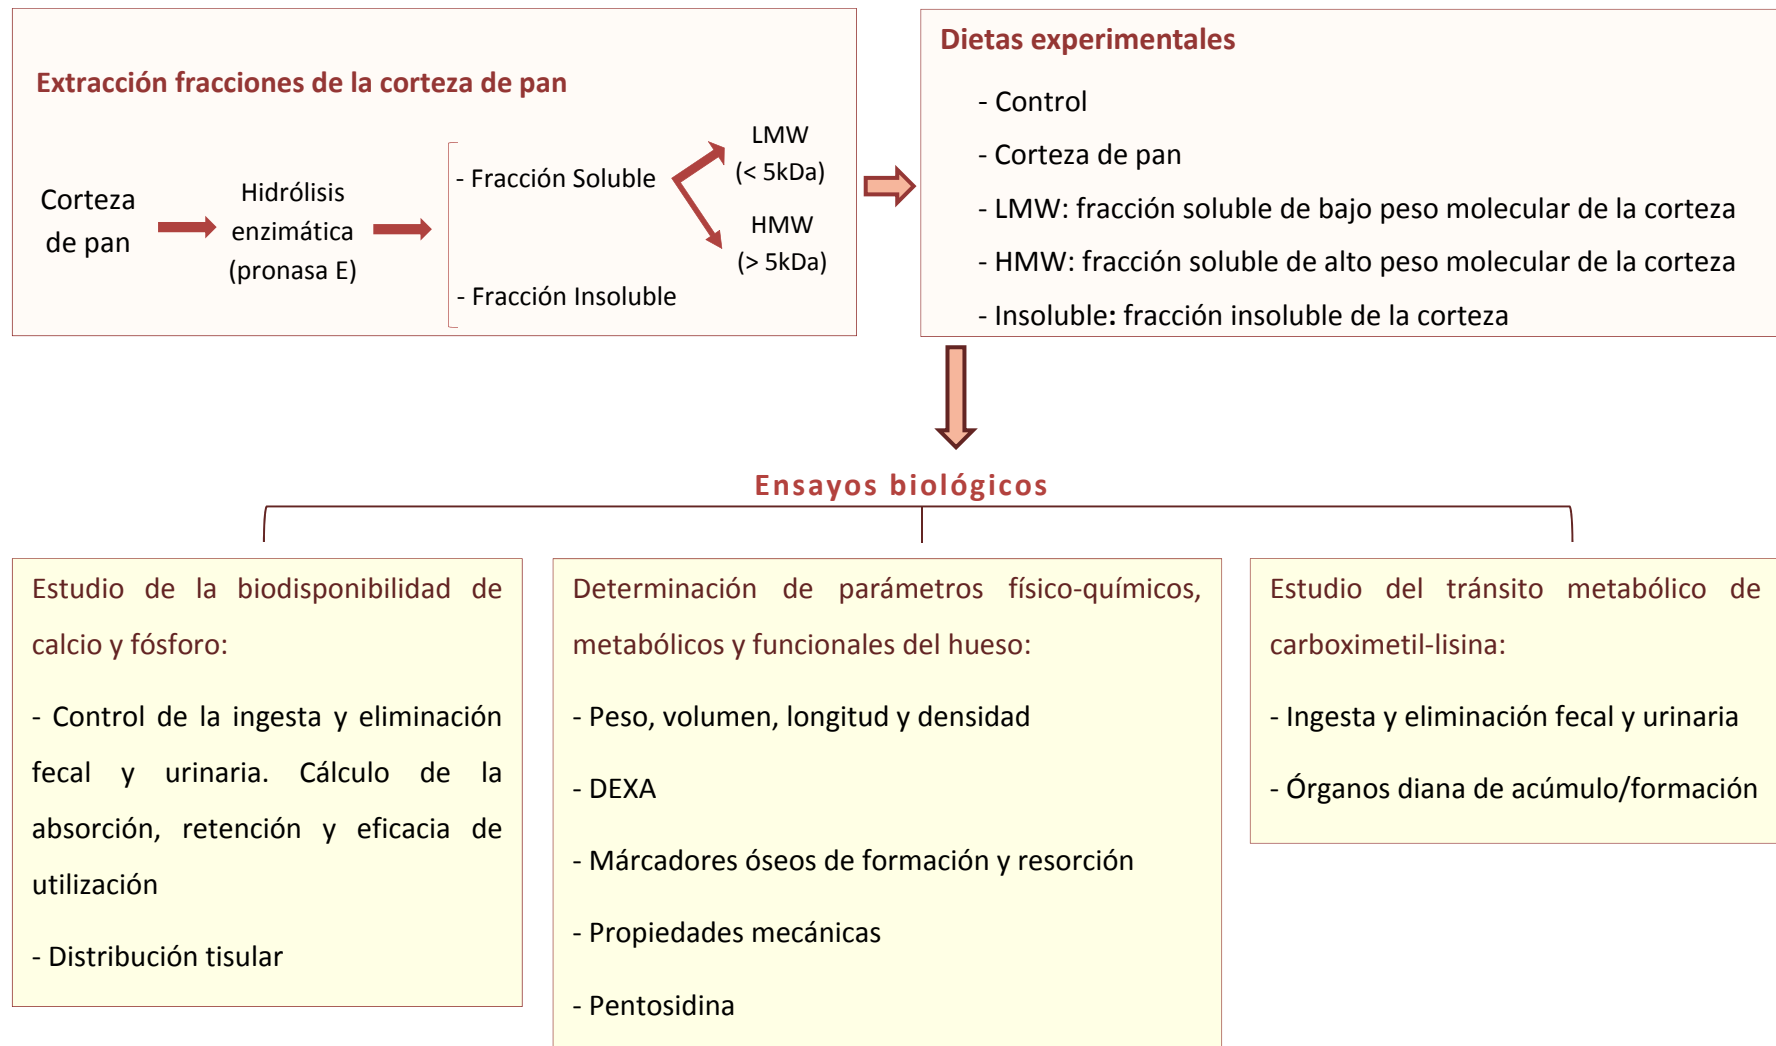 Extracción fracciones de la corteza de pan
Corteza
de pan
Hidrólisis
enzimática
(pronasa E)
- Fracción Soluble
- Fracción Insoluble
LMW
(< 5kDa)
HMW
(> 5kDa)
Dietas experimentales
- Control
- Corteza de pan
- LMW: fracción soluble de bajo peso molecular de la corteza
- HMW: fracción soluble de alto peso molecular de la corteza
- Insoluble: fracción insoluble de la corteza
Ensayos biológicos
Estudio de la biodisponibilidad de
calcio y fósforo:
- Control de la ingesta y eliminación
fecal y urinaria. Cálculo de la
absorción, retención y eficacia de
utilización
- Distribución tisular
Determinación de parámetros físico-químicos,
metabólicos y funcionales del hueso:
- Peso, volumen, longitud y densidad
- DEXA
- Márcadores óseos de formación y resorción
- Propiedades mecánicas
- Pentosidina
Estudio del tránsito metabólico de
carboximetil-lisina:
- Ingesta y eliminación fecal y urinaria
- Órganos diana de acúmulo/formación